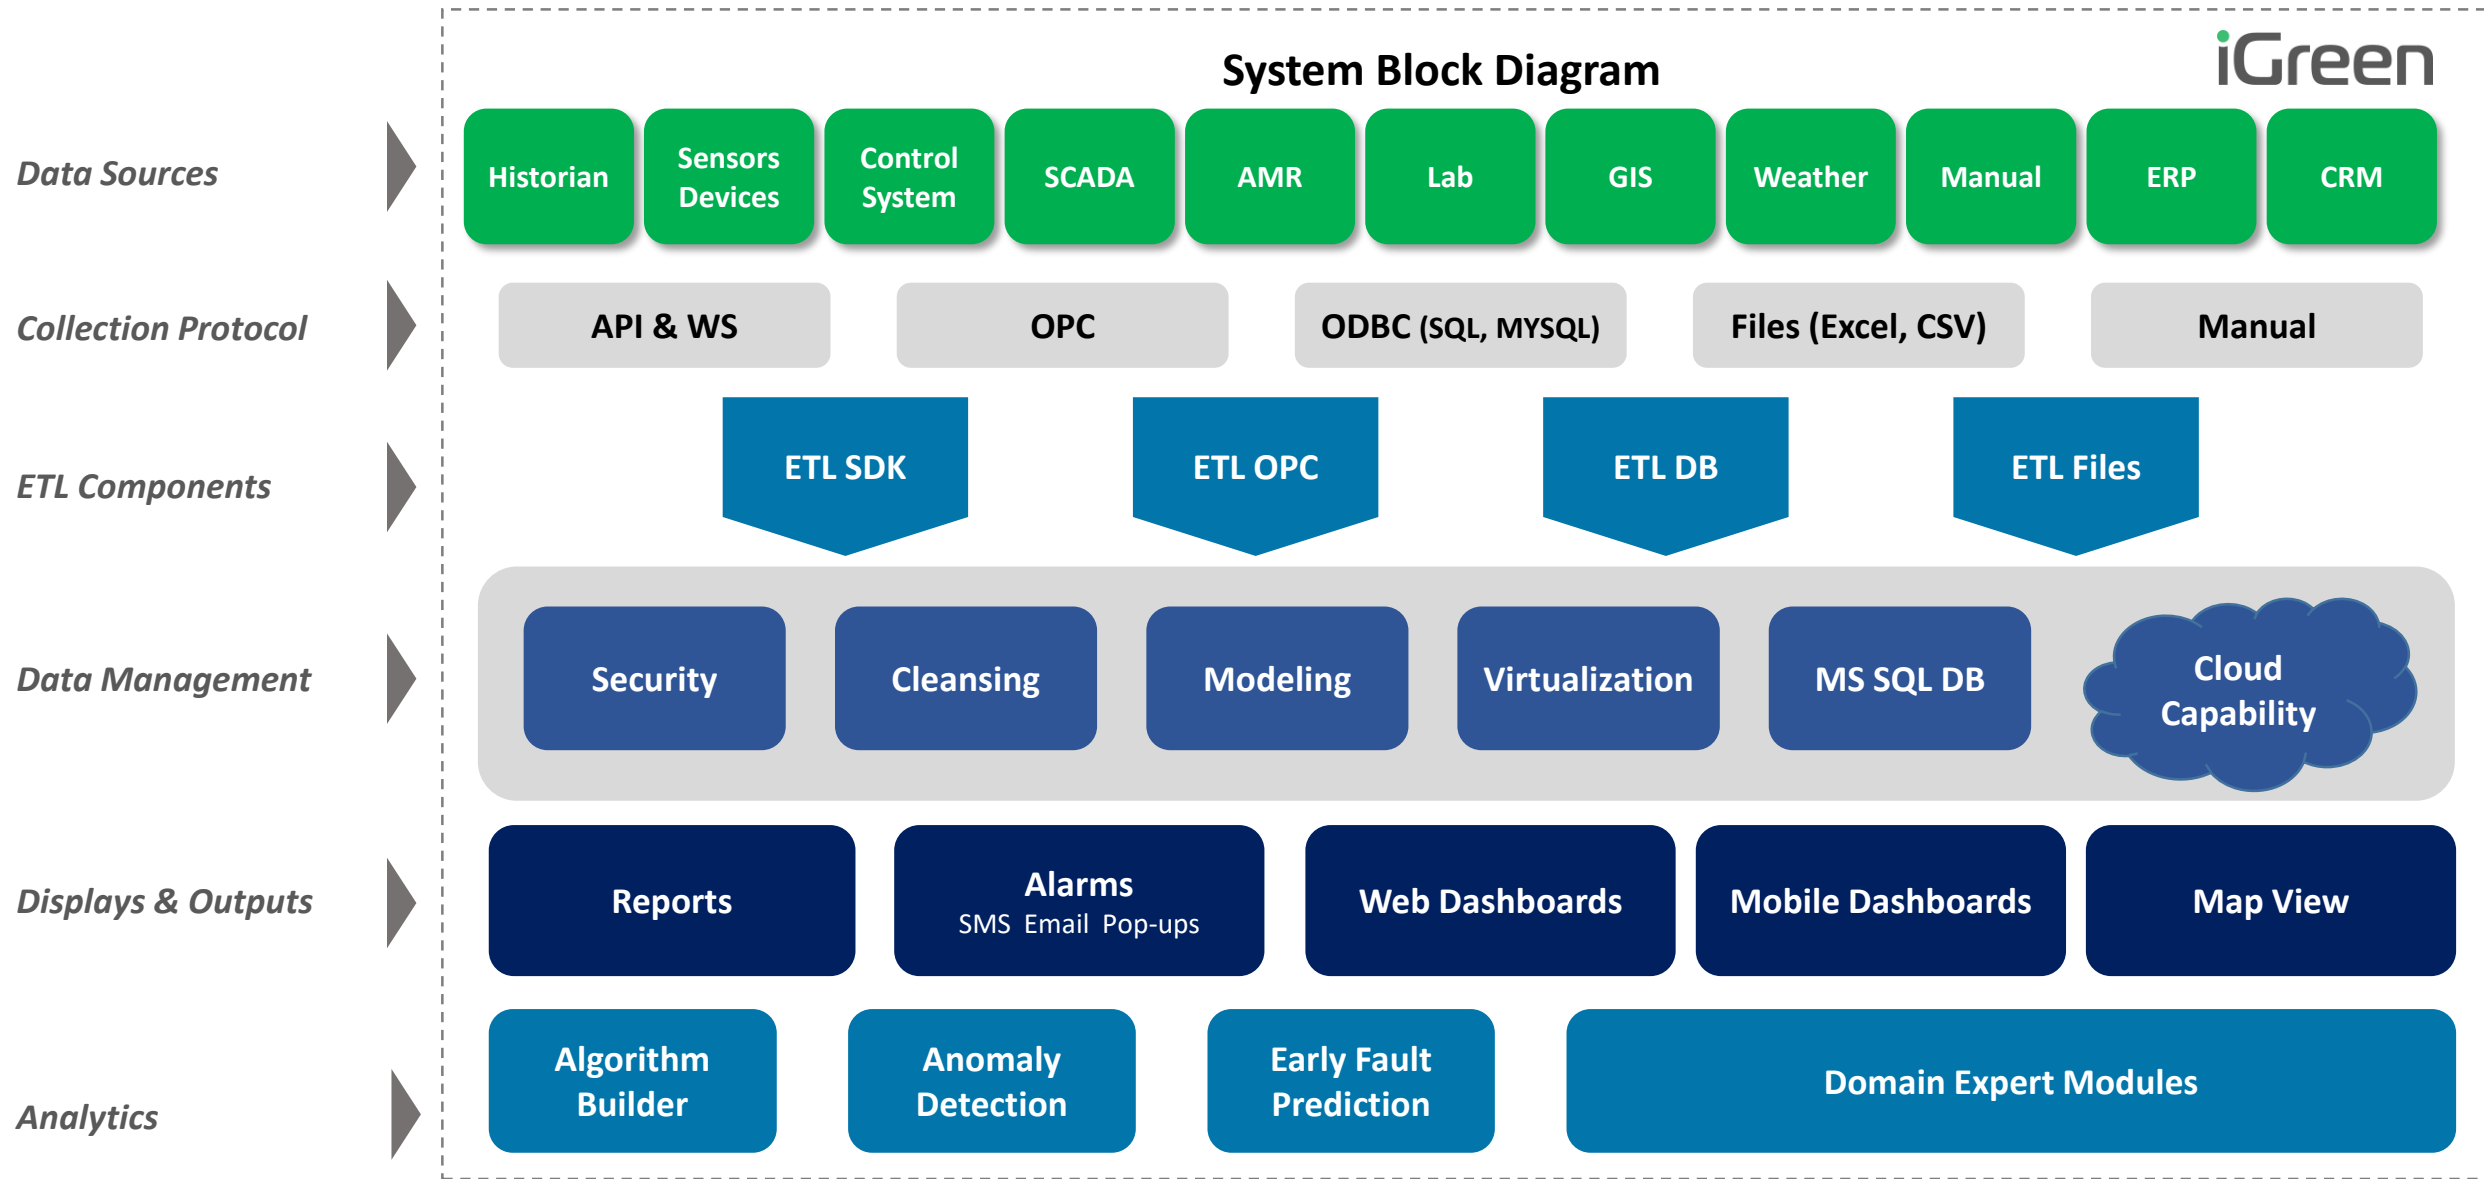 System Block Diagram
iGreen
Data Sources
Historian
Sensors
Devices
Control
System
SCADA
AMR
Lab
GIS
Weather
Manual
ERP
CRM
Collection Protocol
API & WS
OPC
ODBC (SQL, MYSQL)
Files (Excel, CSV)
Manual
ETL Components
ETL SDK
ETL OPC
ETL DB
ETL Files
Data Management
Security
Cleansing
Modeling
Virtualization
MS SQL DB
Cloud
Capability
Displays & Outputs
Reports
Alarms
SMS Email Pop-ups
Web Dashboards
Mobile Dashboards
Map View
Analytics
Algorithm
Builder
Anomaly
Detection
Early Fault
Prediction
Domain Expert Modules